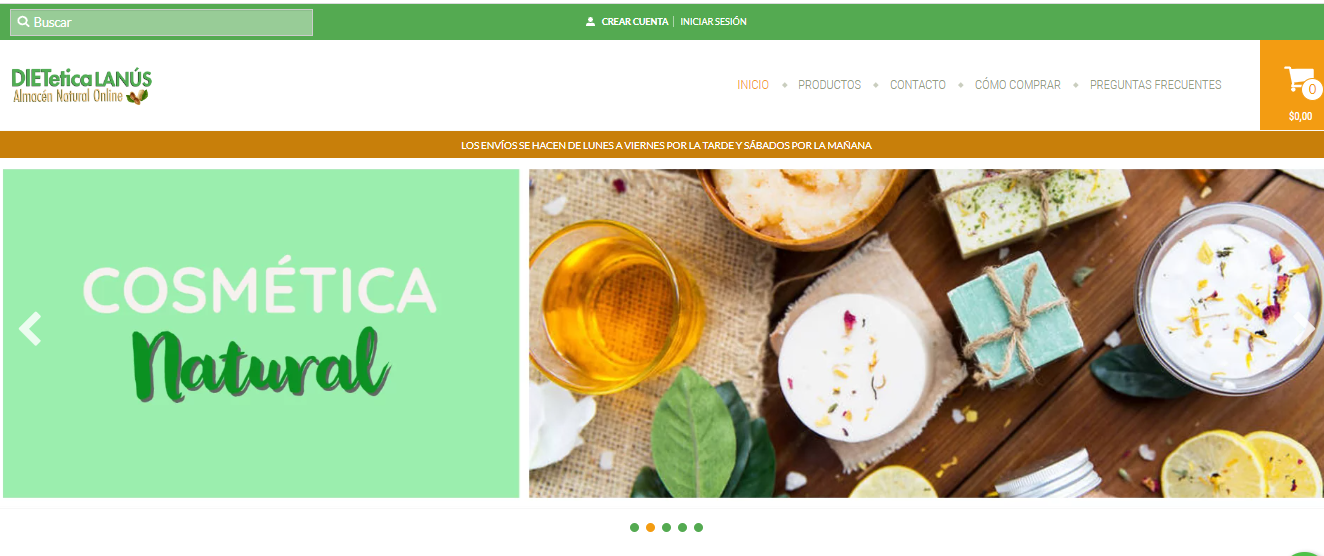 Buscar
CREAR CUENTA | INICIAR SESIÓN
DIETetica LANÚS
Almacén Natural Online
INICIO
PRODUCTOS
CONTACTO
CÓMO COMPRAR
PREGUNTAS FRECUENTES
0
$0,00
LOS ENVÍOS SE HACEN DE LUNES A VIERNES POR LA TARDE Y SÁBADOS POR LA MAÑANA
COSMÉTICA
Natural